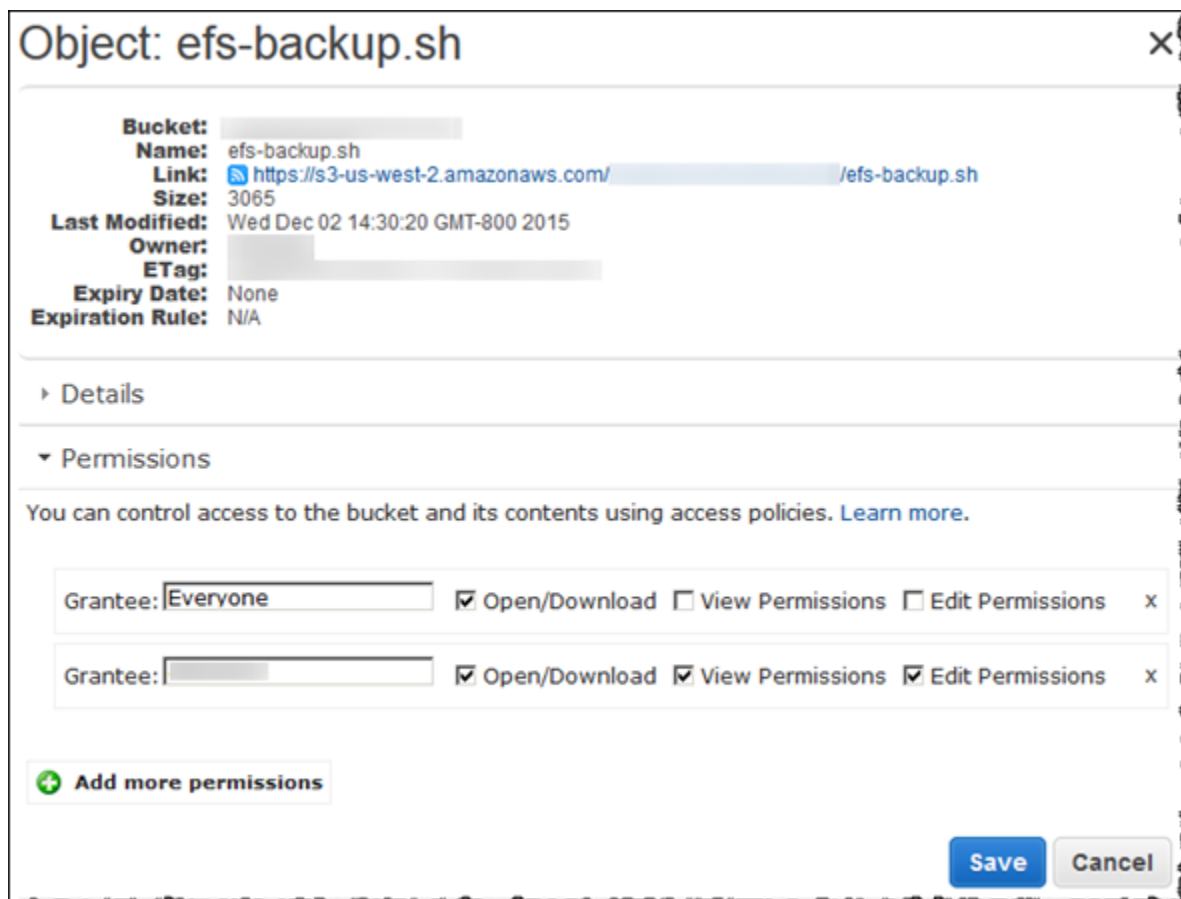 Object: efs-backup.sh
Bucket:
Name: efs-backup.sh
Link: https://s3-us-west-2.amazonaws.com/ /efs-backup.sh
Size: 3065
Last Modified: Wed Dec 02 14:30:20 GMT-800 2015
Owner:
ETag:
Expiry Date: None
Expiration Rule: N/A
Details
Permissions
You can control access to the bucket and its contents using access policies. Learn more.
Grantee: Everyone Open/Download View Permissions Edit Permissions x
Grantee: Open/Download View Permissions Edit Permissions x
Add more permissions
Save Cancel